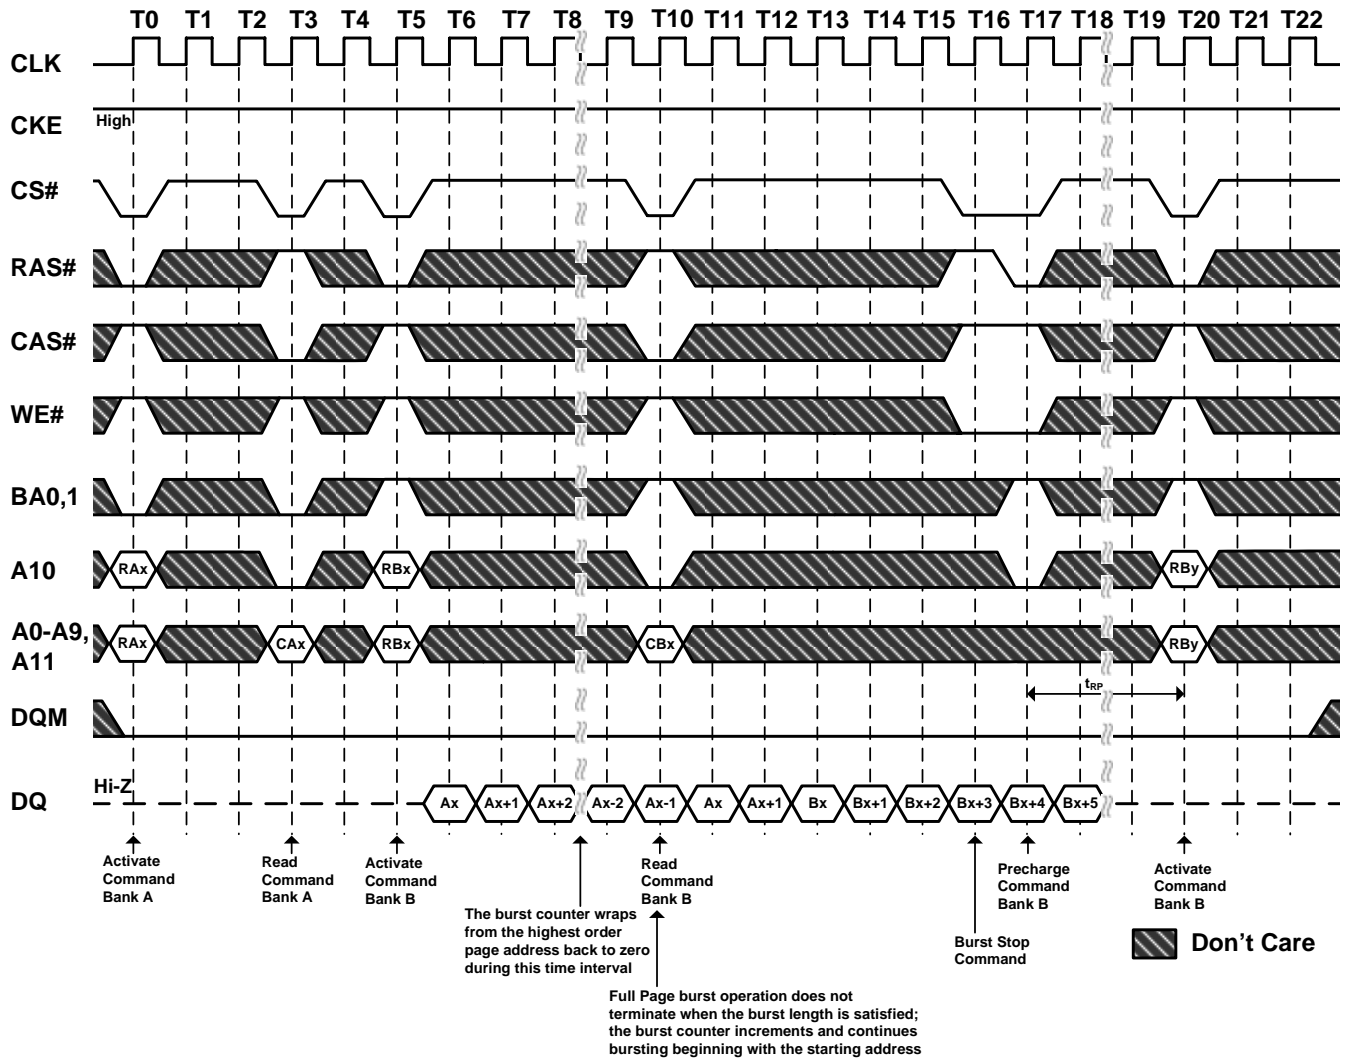 T0 T1 T2 T3 T4 T5 T6 T7 T8 T9 T10 T11 T12 T13 T14 T15 T16 T17 T18 T19 T20 T21 T22
CLK
CKE High
CS#
RAS#
CAS#
WE#
BA0,1
A10 RAx RBx RBy
A0-A9, A11 RAx CAx RBx CBx RBy
tRP
DQM
DQ Hi-Z Ax Ax+1 Ax+2 Ax-2 Ax-1 Ax Ax+1 Bx Bx+1 Bx+2 Bx+3 Bx+4 Bx+5
Activate
Command
Bank A
Read
Command
Bank A
Activate
Command
Bank B
The burst counter wraps
from the highest order
page address back to zero
during this time interval
Read
Command
Bank B
Full Page burst operation does not
terminate when the burst length is satisfied;
the burst counter increments and continues
bursting beginning with the starting address
Burst Stop
Command
Precharge
Command
Bank B
Activate
Command
Bank B
Don't Care